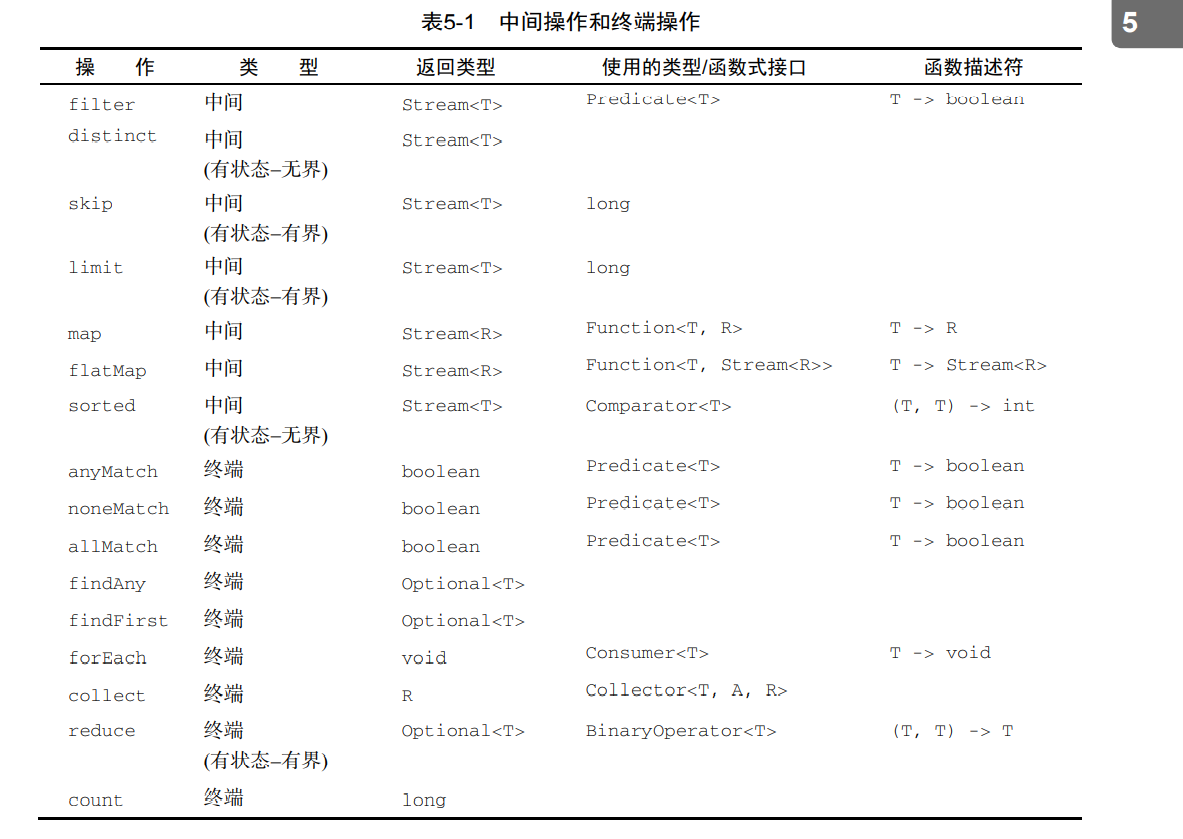 表5-1 中间操作和终端操作
5
操 作 类 型 返回类型 使用的类型/函数式接口 函数描述符
filter 中间 Stream<T> Predicate<T> T -> boolean
distinct 中间 Stream<T>
(有状态–无界)
skip 中间 Stream<T> long
(有状态–有界)
limit 中间 Stream<T> long
(有状态–有界)
map 中间 Stream<R> Function<T, R> T -> R
flatMap 中间 Stream<R> Function<T, Stream<R>> T -> Stream<R>
sorted 中间 Stream<T> Comparator<T> (T, T) -> int
(有状态–无界)
anyMatch 终端 boolean Predicate<T> T -> boolean
noneMatch 终端 boolean Predicate<T> T -> boolean
allMatch 终端 boolean Predicate<T> T -> boolean
findAny 终端 Optional<T>
findFirst 终端 Optional<T>
forEach 终端 void Consumer<T> T -> void
collect 终端 R Collector<T, A, R>
reduce 终端 Optional<T> BinaryOperator<T> (T, T) -> T
(有状态–有界)
count 终端 long